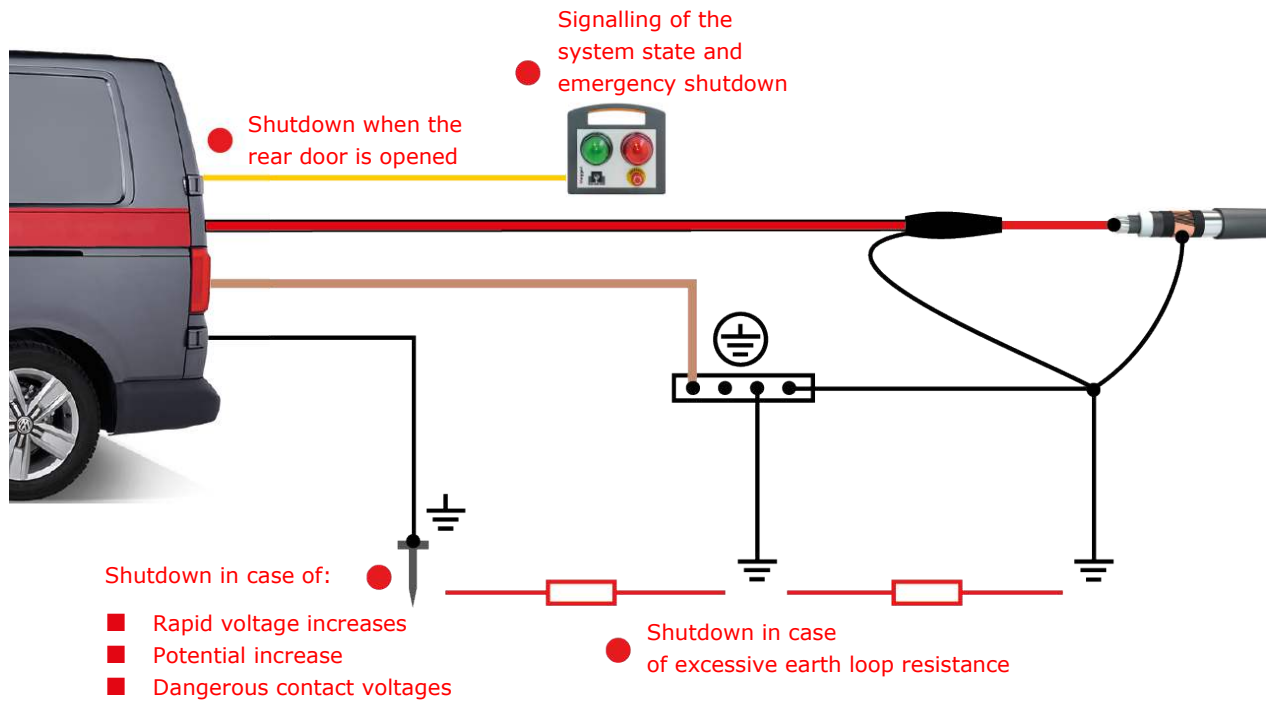 Signalling of the
system state and
emergency shutdown
Shutdown when the
rear door is opened
Shutdown in case of:
Rapid voltage increases
Potential increase
Dangerous contact voltages
Shutdown in case
of excessive earth loop resistance